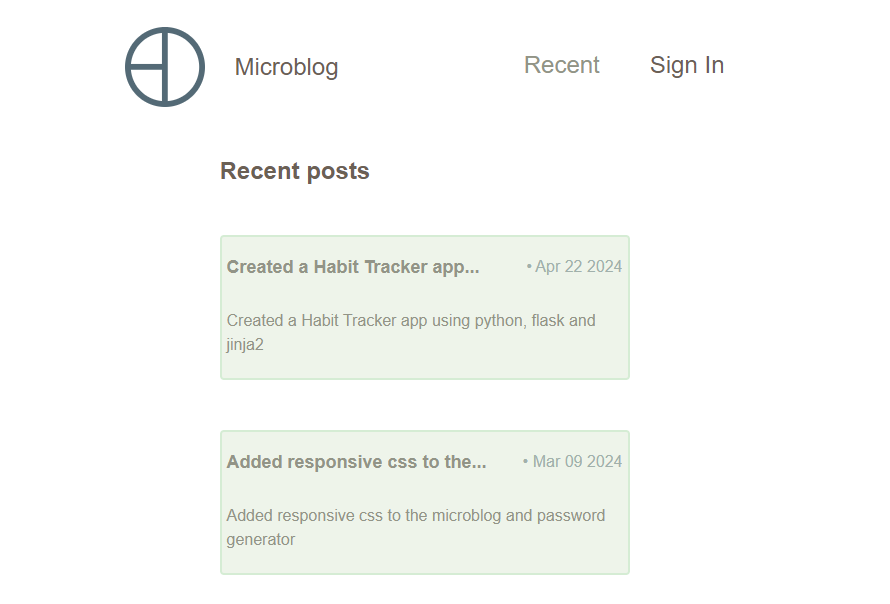 Microblog
Recent
Sign In
Recent posts
Created a Habit Tracker app...
• Apr 22 2024
Created a Habit Tracker app using python, flask and
jinja2
Added responsive css to the...
• Mar 09 2024
Added responsive css to the microblog and password
generator